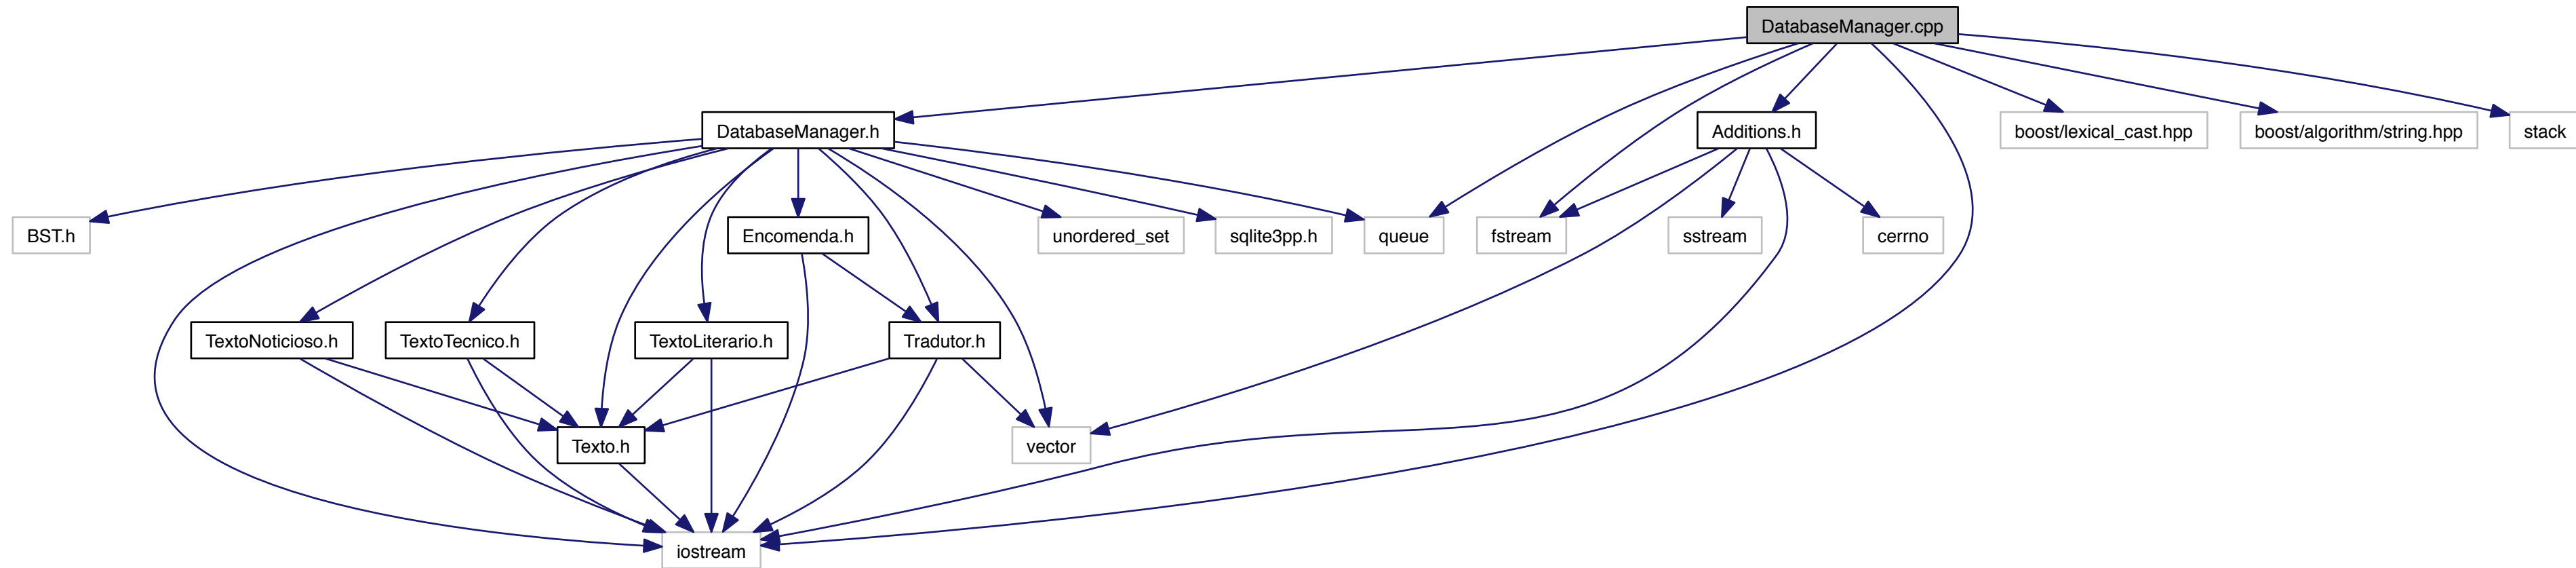 DatabaseManager.cpp
DatabaseManager.h
Additions.h
boost/lexical_cast.hpp
boost/algorithm/string.hpp
stack
BST.h
Encomenda.h
unordered_set
sqlite3pp.h
queue
fstream
sstream
cerrno
TextoNoticioso.h
TextoTecnico.h
TextoLiterario.h
Tradutor.h
Texto.h
vector
iostream